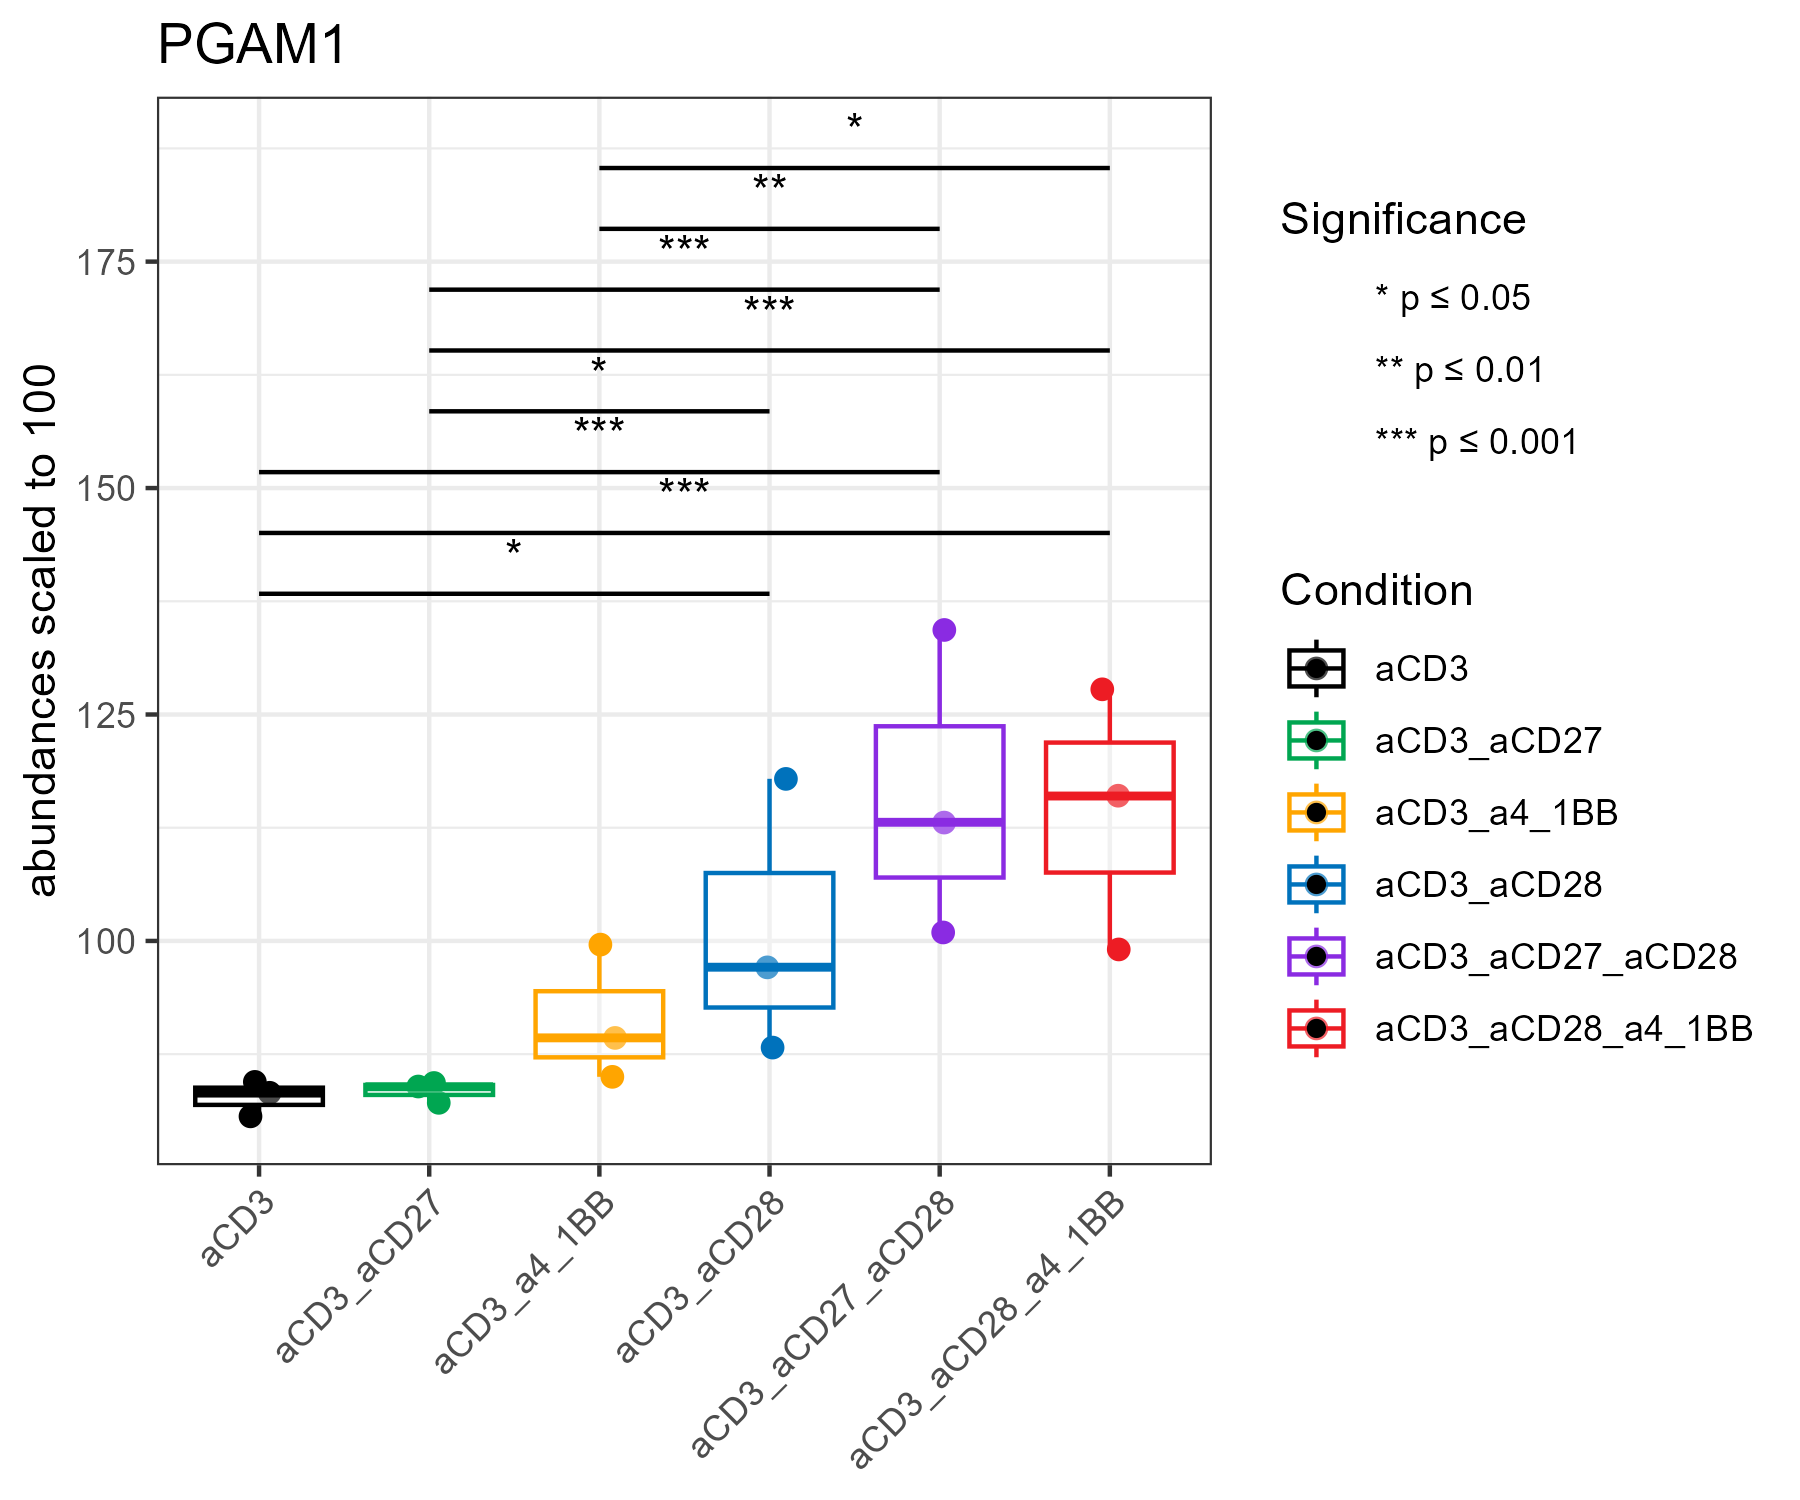 PGAM1
abundances scaled to 100
175
150
125
100
*
**
***
***
*
***
***
*
aCD3
aCD3_aCD27
aCD3_a4_1BB
aCD3_aCD28
aCD3_aCD27_aCD28
aCD3_aCD28_a4_1BB
Significance
* p ≤ 0.05
** p ≤ 0.01
*** p ≤ 0.001
Condition
aCD3
aCD3_aCD27
aCD3_a4_1BB
aCD3_aCD28
aCD3_aCD27_aCD28
aCD3_aCD28_a4_1BB